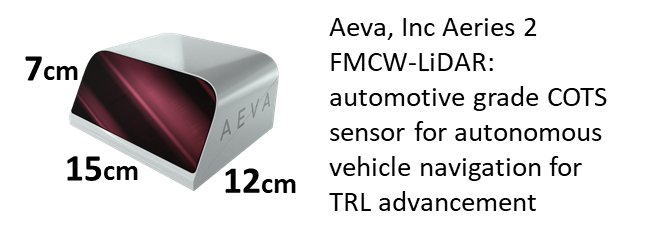 7cm
AEVA
15cm
12cm
Aeva, Inc Aeries 2
FMCW-LiDAR:
automotive grade COTS
sensor for autonomous
vehicle navigation for
TRL advancement